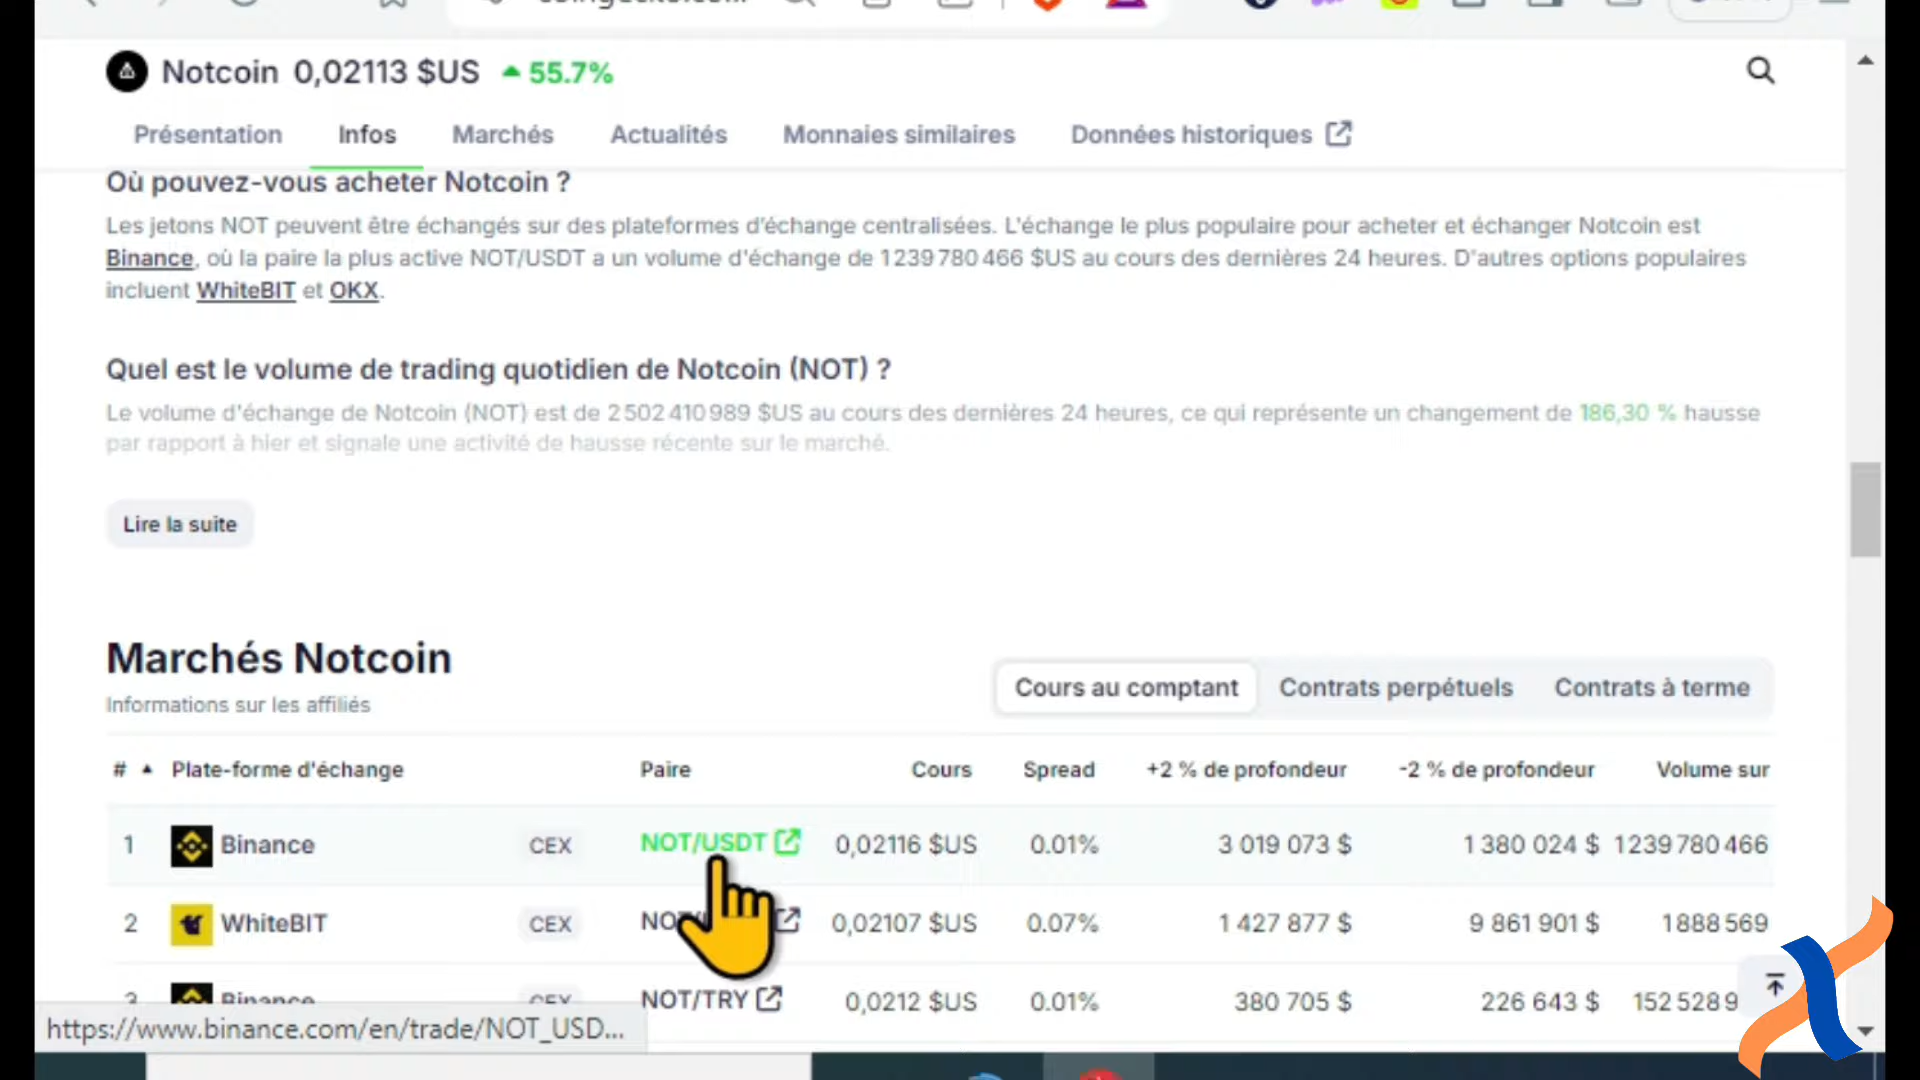 Notcoin 0,02113 $US 55.7%
Présentation Infos Marchés Actualités Monnaies similaires Données historiques
Où pouvez-vous acheter Notcoin ?
Les jetons NOT peuvent être échangés sur des plateformes d'échange centralisées. L'échange le plus populaire pour acheter et échanger Notcoin est
Binance, où la paire la plus active NOT/USDT a un volume d'échange de 1 239 780 466 $US au cours des dernières 24 heures. D'autres options populaires
incluent WhiteBIT et OKX.
Quel est le volume de trading quotidien de Notcoin (NOT) ?
Le volume d'échange de Notcoin (NOT) est de 2 502 410 989 $US au cours des dernières 24 heures, ce qui représente un changement de 186,30 % hausse
par rapport à hier et signale une activité de hausse récente sur le marché.
Lire la suite
Marchés Notcoin
Informations sur les affiliés
Cours au comptant Contrats perpétuels Contrats à terme
# Plate-forme d'échange Paire Cours Spread +2 % de profondeur -2 % de profondeur Volume sur
1 Binance CEX NOT/USDT 0,02116 $US 0.01% 3 019 073 $ 1 380 024 $ 1 239 780 466
2 WhiteBIT CEX 0,02107 $US 0.07% 1 427 877 $ 9 861 901 $ 1 888 569
3 Binance CEX NOT/TRY 0,0212 $US 0.01% 380 705 $ 226 643 $ 152 528 9
https://www.binance.com/en/trade/NOT_USD...